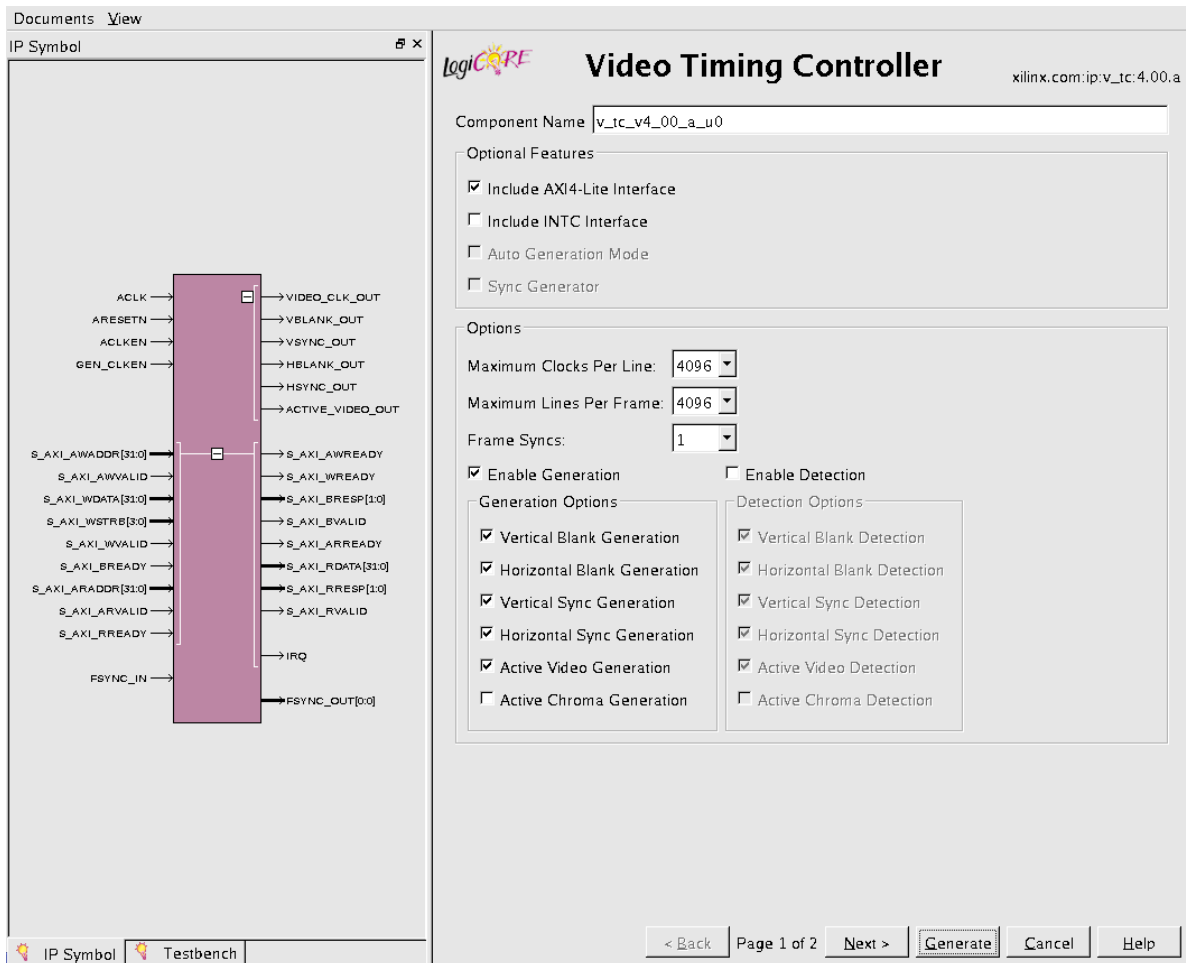 Documents View
IP Symbol
LogiCORE
Video Timing Controller
xilinx.com:ip:v_tc:4.00.a
Component Name v_tc_v4_00_a_u0
Optional Features
Include AXI4-Lite Interface
Include INTC Interface
Auto Generation Mode
Sync Generator
Options
Maximum Clocks Per Line: 4096
Maximum Lines Per Frame: 4096
Frame Syncs: 1
Enable Generation
Enable Detection
Generation Options
Vertical Blank Generation
Horizontal Blank Generation
Vertical Sync Generation
Horizontal Sync Generation
Active Video Generation
Active Chroma Generation
Detection Options
Vertical Blank Detection
Horizontal Blank Detection
Vertical Sync Detection
Horizontal Sync Detection
Active Video Detection
Active Chroma Detection
ACLK
ARESETN
ACLKEN
GEN_CLKEN
S_AXI_AWADDR[31:0]
S_AXI_AWVALID
S_AXI_WDATA[31:0]
S_AXI_WSTRB[3:0]
S_AXI_WVALID
S_AXI_BREADY
S_AXI_ARADDR[31:0]
S_AXI_ARVALID
S_AXI_RREADY
FSYNC_IN
VIDEO_CLK_OUT
VBLANK_OUT
VSYNC_OUT
HBLANK_OUT
HSYNC_OUT
ACTIVE_VIDEO_OUT
S_AXI_AWREADY
S_AXI_WREADY
S_AXI_BRESP[1:0]
S_AXI_BVALID
S_AXI_ARREADY
S_AXI_RDATA[31:0]
S_AXI_RRESP[1:0]
S_AXI_RVALID
IRQ
FSYNC_OUT[0:0]
IP Symbol
Testbench
< Back
Page 1 of 2
Next >
Generate
Cancel
Help